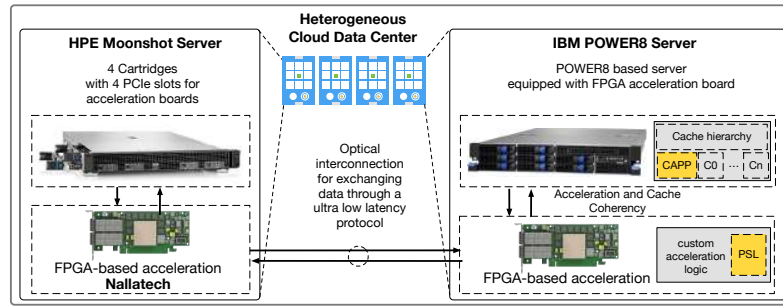 Heterogeneous
Cloud Data Center
HPE Moonshot Server
4 Cartridges
with 4 PCIe slots for
acceleration boards
FPGA-based acceleration
Nallatech
Optical
interconnection
for exchanging
data through a
ultra low latency
protocol
IBM POWER8 Server
POWER8 based server
equipped with FPGA acceleration board
Cache hierarchy
CAPP C0 ... Cn
Acceleration and Cache
Coherency
FPGA-based acceleration
custom
acceleration
logic
PSL